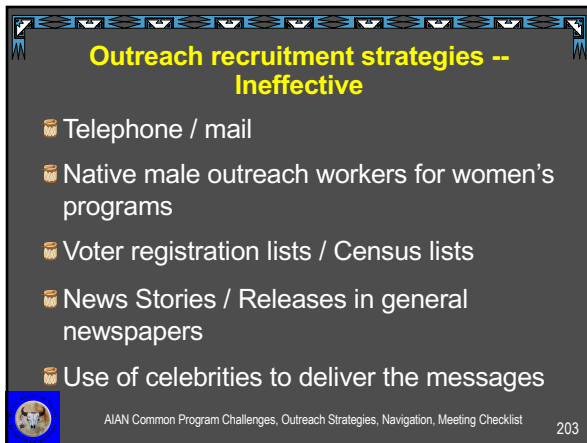 Outreach recruitment strategies --
Ineffective
Telephone / mail
Native male outreach workers for women’s
programs
Voter registration lists / Census lists
News Stories / Releases in general
newspapers
Use of celebrities to deliver the messages
AIAN Common Program Challenges, Outreach Strategies, Navigation, Meeting Checklist
203